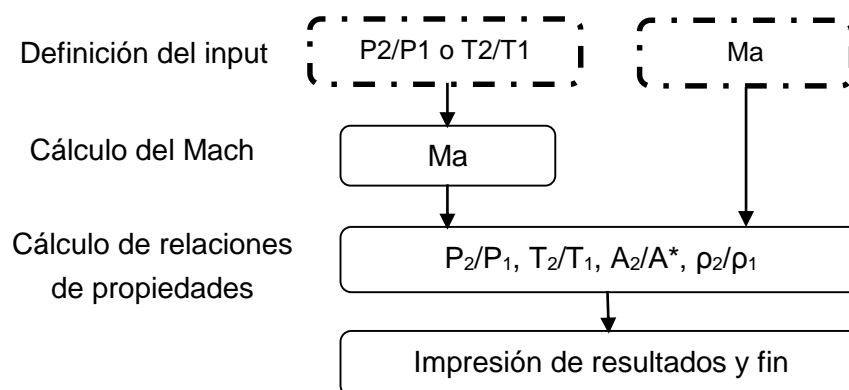 Definición del input
P2/P1 o T2/T1
Ma
Cálculo del Mach
Ma
Cálculo de relaciones
de propiedades
P₂/P₁, T₂/T₁, A₂/A*, ρ₂/ρ₁
Impresión de resultados y fin